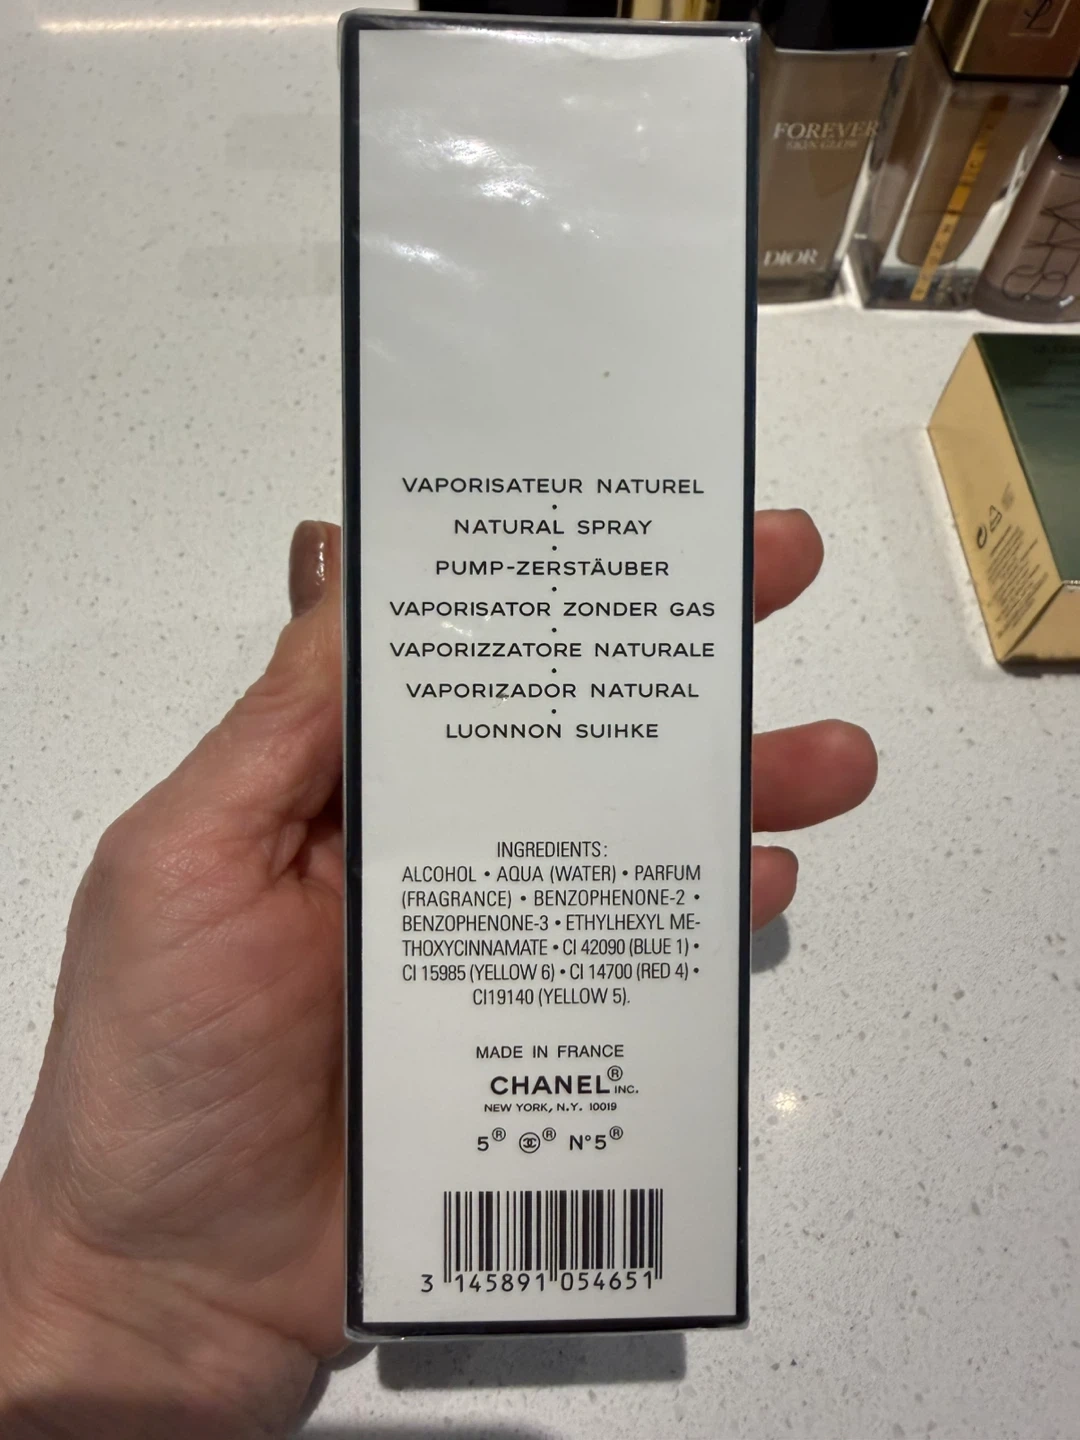 VAPORISATEUR NATUREL
•
NATURAL SPRAY
•
PUMP-ZERSTÄUBER
•
VAPORISATOR ZONDER GAS
•
VAPORIZZATORE NATURALE
•
VAPORIZADOR NATURAL
•
LUONNON SUIHKE
INGREDIENTS:
ALCOHOL • AQUA (WATER) • PARFUM
(FRAGRANCE) • BENZOPHENONE-2 •
BENZOPHENONE-3 • ETHYLHEXYL ME-
THOXYCINNAMATE • CI 42090 (BLUE 1) •
CI 15985 (YELLOW 6) • CI 14700 (RED 4) •
CI19140 (YELLOW 5).
MADE IN FRANCE
CHANEL® INC.
NEW YORK, N.Y. 10019
5® ® N°5®
3 145891 054651
FOREVER
SKIN GLOW
DIOR
NARS